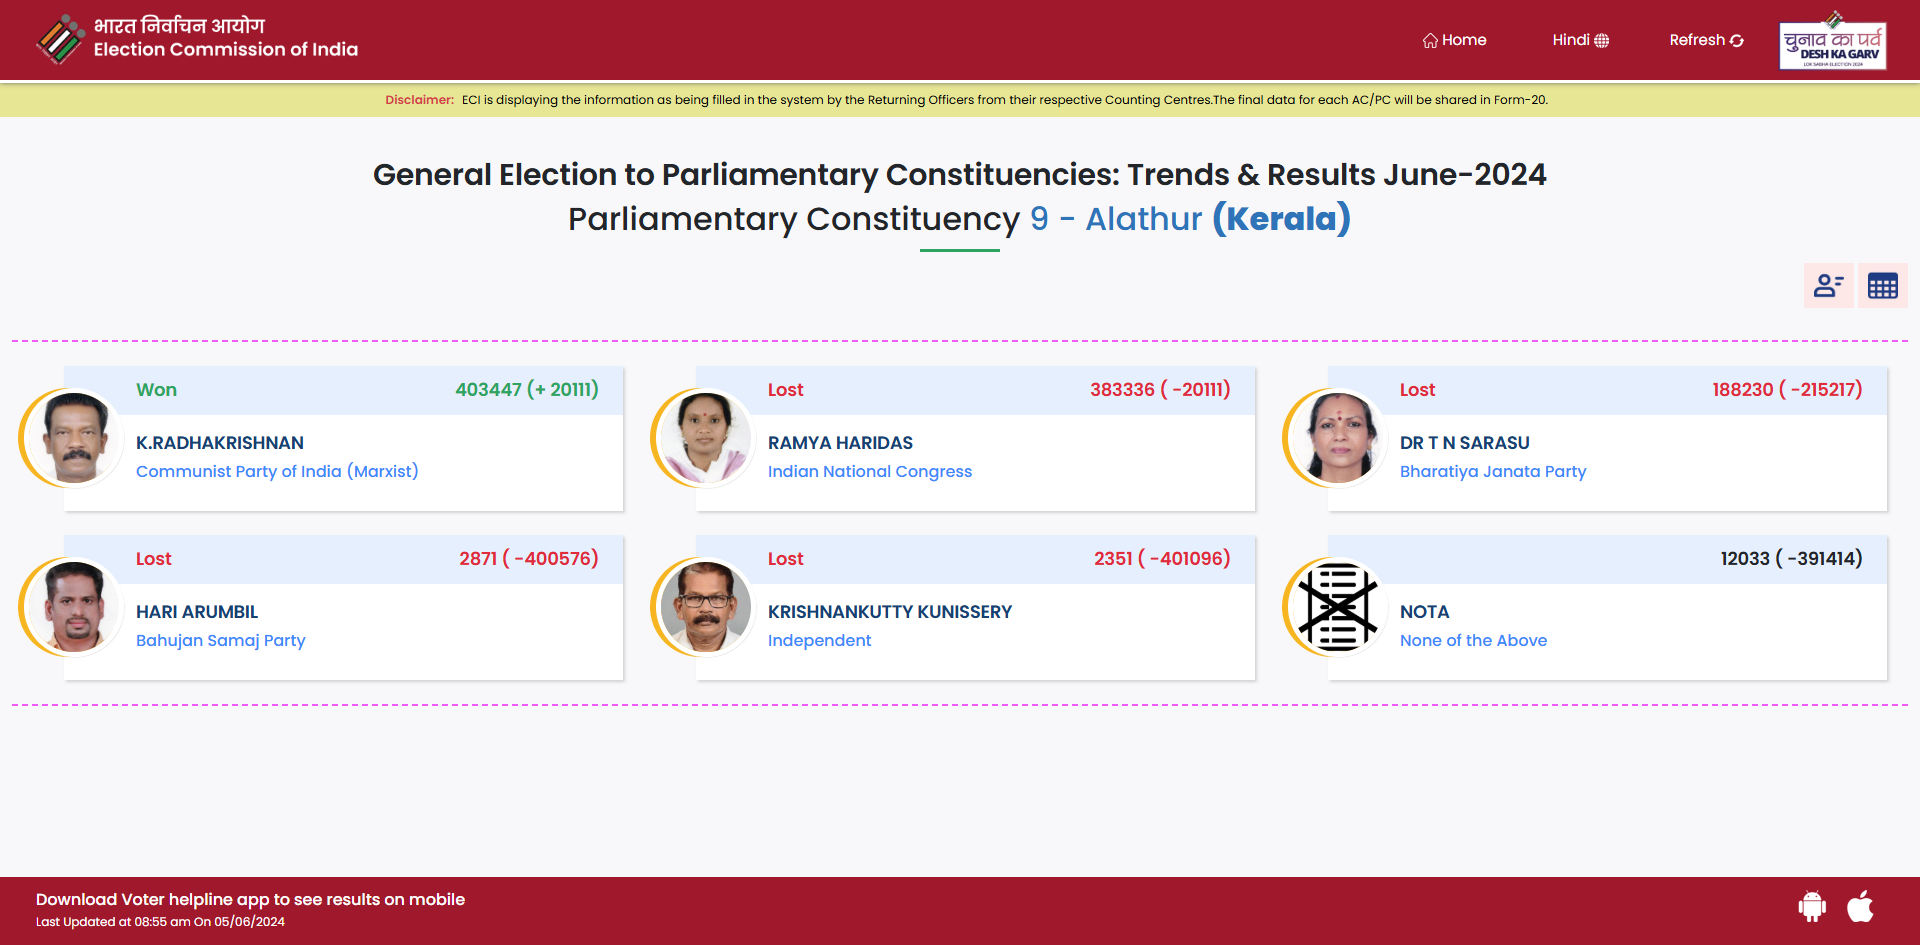 भारत निर्वाचन आयोग
Election Commission of India
Home
Hindi
Refresh
चुनाव का पर्व
DESH KA GARV
LOK SABHA ELECTION 2024
Disclaimer: ECI is displaying the information as being filled in the system by the Returning Officers from their respective Counting Centres.The final data for each AC/PC will be shared in Form-20.
General Election to Parliamentary Constituencies: Trends & Results June-2024
Parliamentary Constituency 9 - Alathur (Kerala)
Won 403447 (+ 20111)
K.RADHAKRISHNAN
Communist Party of India (Marxist)
Lost 383336 ( -20111)
RAMYA HARIDAS
Indian National Congress
Lost 188230 ( -215217)
DR T N SARASU
Bharatiya Janata Party
Lost 2871 ( -400576)
HARI ARUMBIL
Bahujan Samaj Party
Lost 2351 ( -401096)
KRISHNANKUTTY KUNISSERY
Independent
12033 ( -391414)
NOTA
None of the Above
Download Voter helpline app to see results on mobile
Last Updated at 08:55 am On 05/06/2024